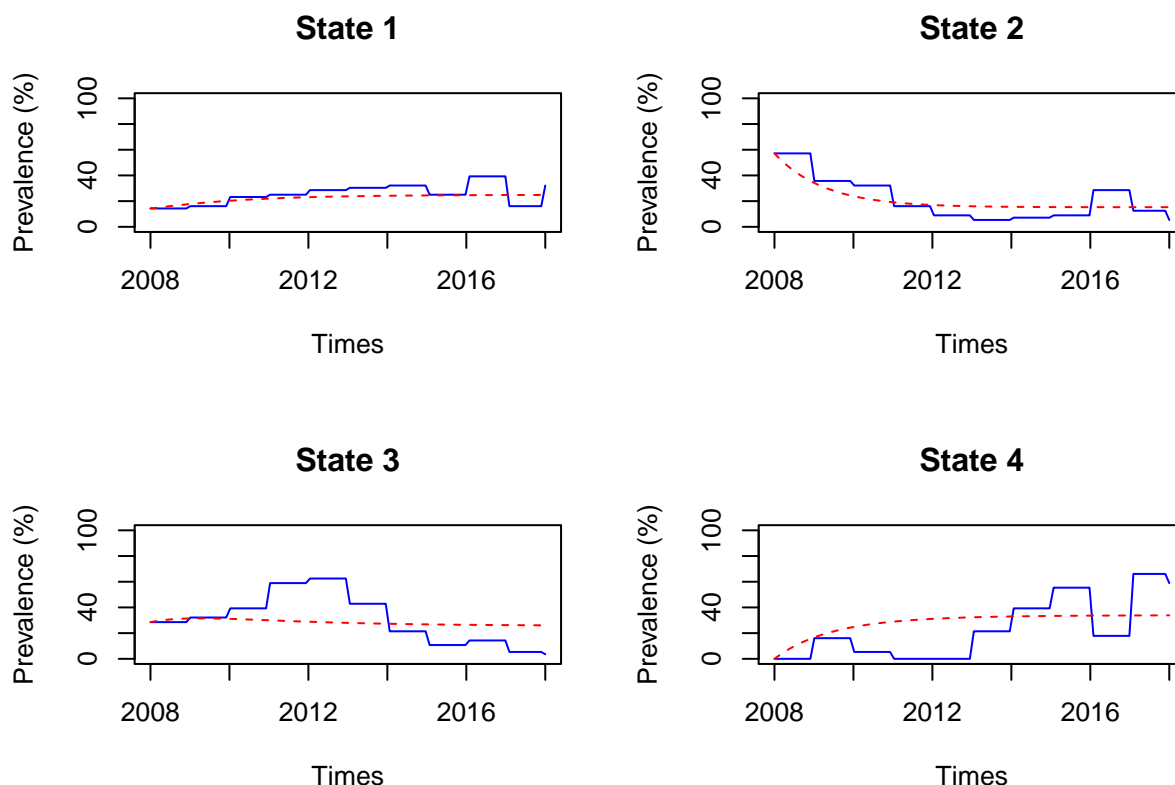 State 1
Prevalence (%)
0 40 100
2008 2012 2016
Times
State 2
Prevalence (%)
0 40 100
2008 2012 2016
Times
State 3
Prevalence (%)
0 40 100
2008 2012 2016
Times
State 4
Prevalence (%)
0 40 100
2008 2012 2016
Times